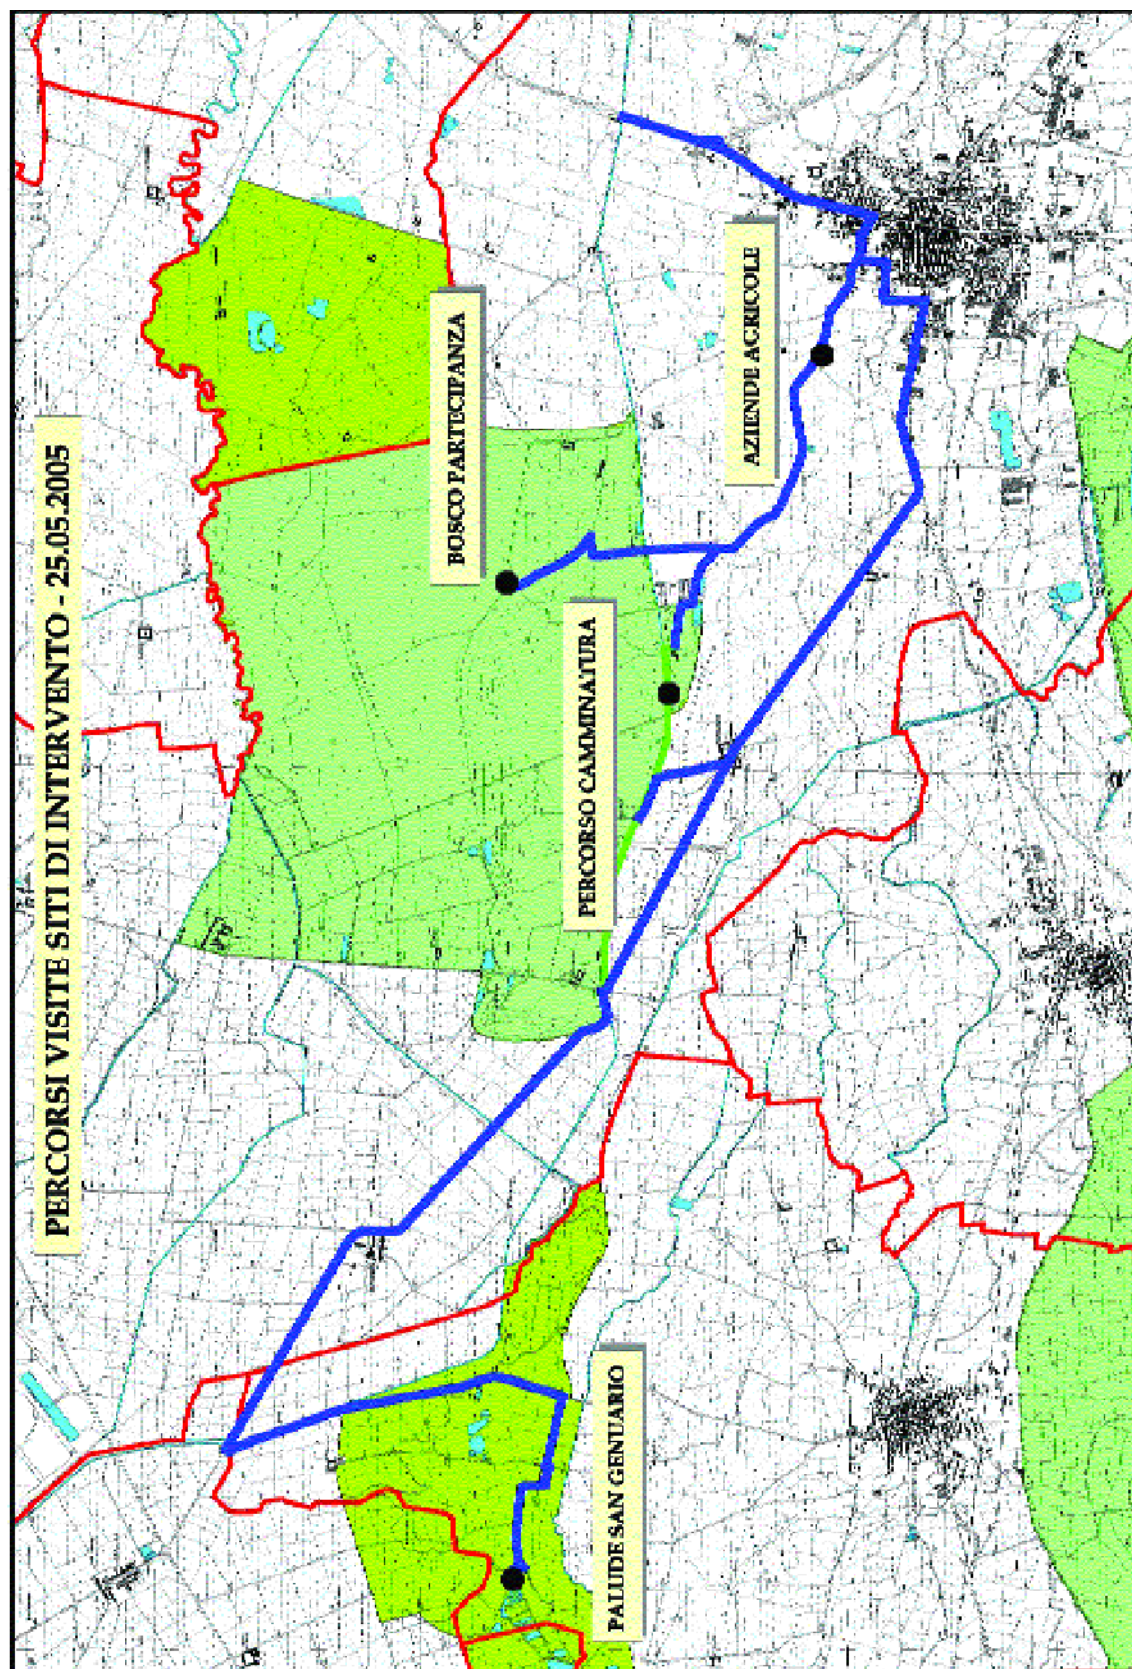 PERCORSI VISITE SITI DI INTERVENTO - 25.05.2005
BOSCO PARTECIPANZA
PERCORSO CAMMINATURA
AZIENDE AGRICOLE
PALUDE SAN GENUARIO